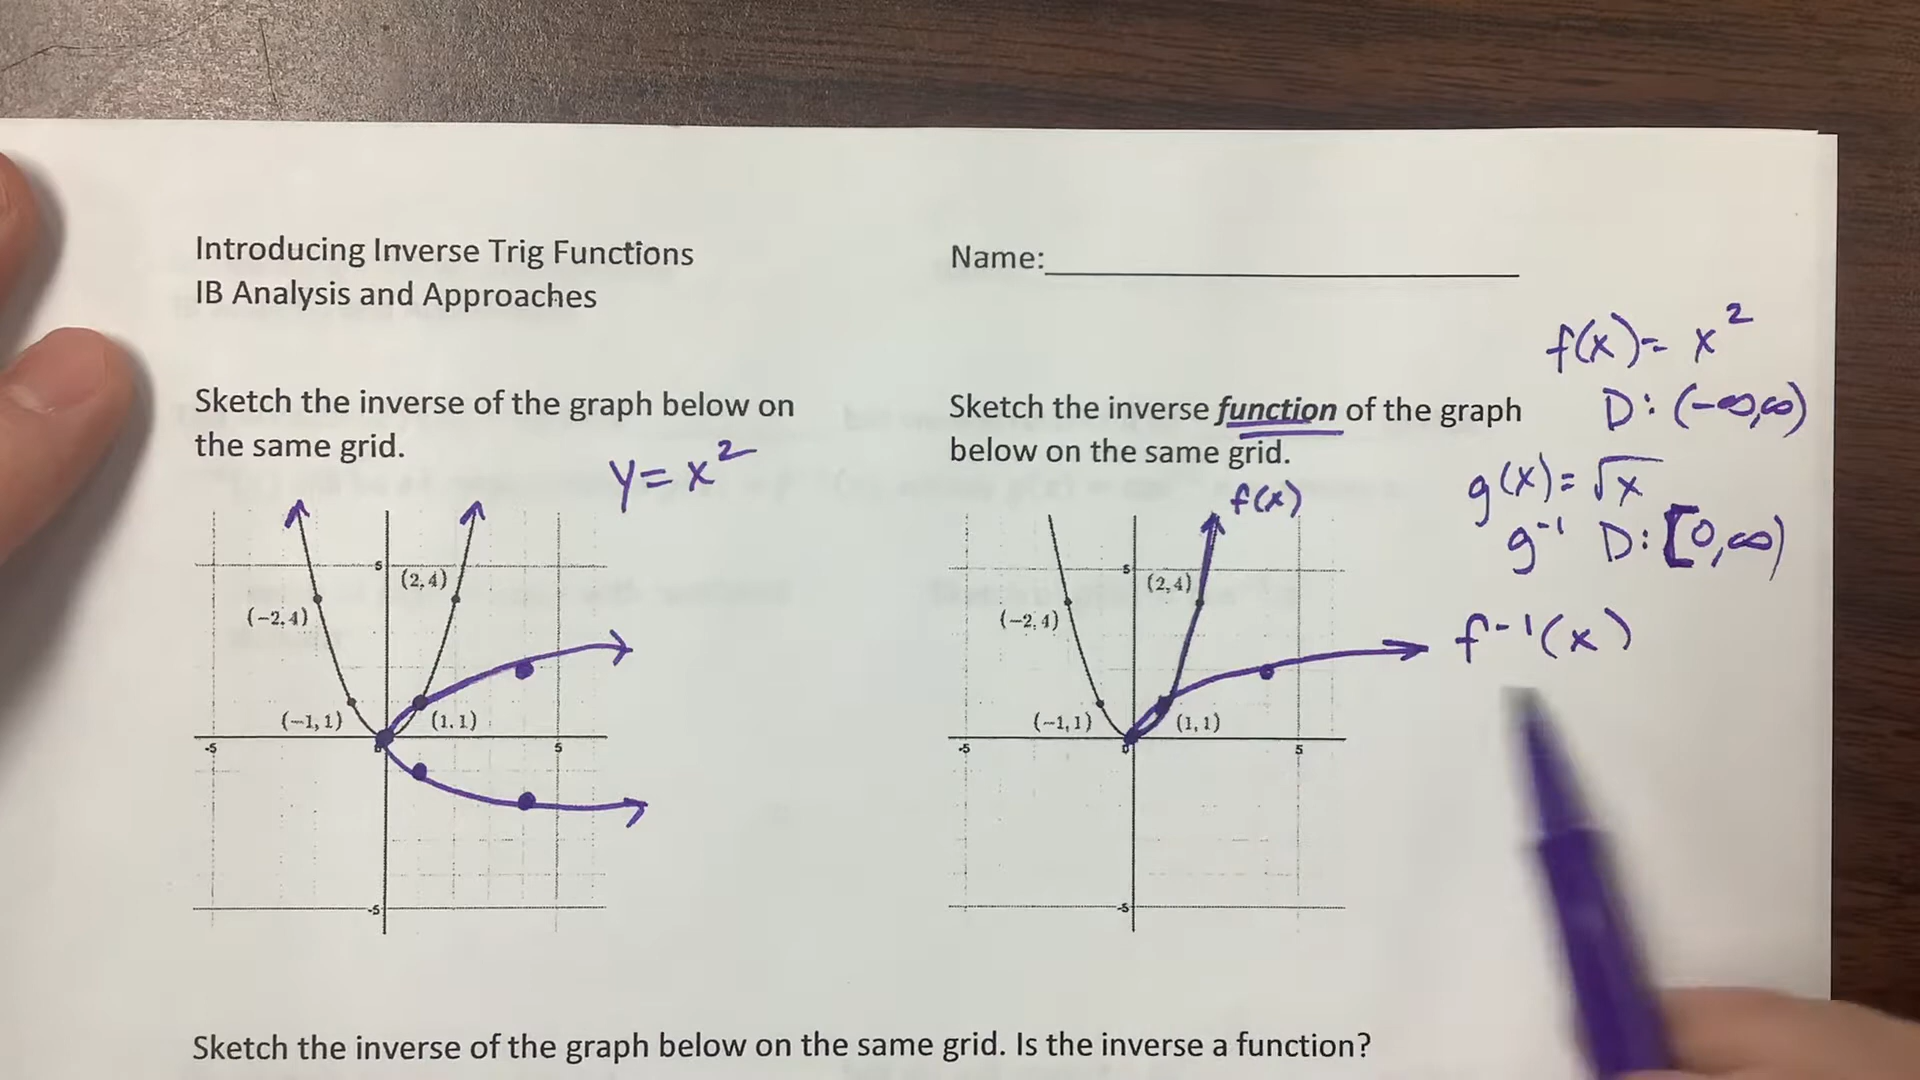 Introducing Inverse Trig Functions
IB Analysis and Approaches
Name:
Sketch the inverse of the graph below on
the same grid.
y = x²
5
(2, 4)
(−2, 4)
(−1, 1)
(1, 1)
-5
0
5
-5
Sketch the inverse function of the graph
below on the same grid.
f(x)
5
(2, 4)
(−2, 4)
(−1, 1)
(1, 1)
-5
0
5
-5
f(x) = x²
D: (-∞,∞)
g(x) = √x
g⁻¹ D: [0,∞)
f⁻¹(x)
Sketch the inverse of the graph below on the same grid. Is the inverse a function?